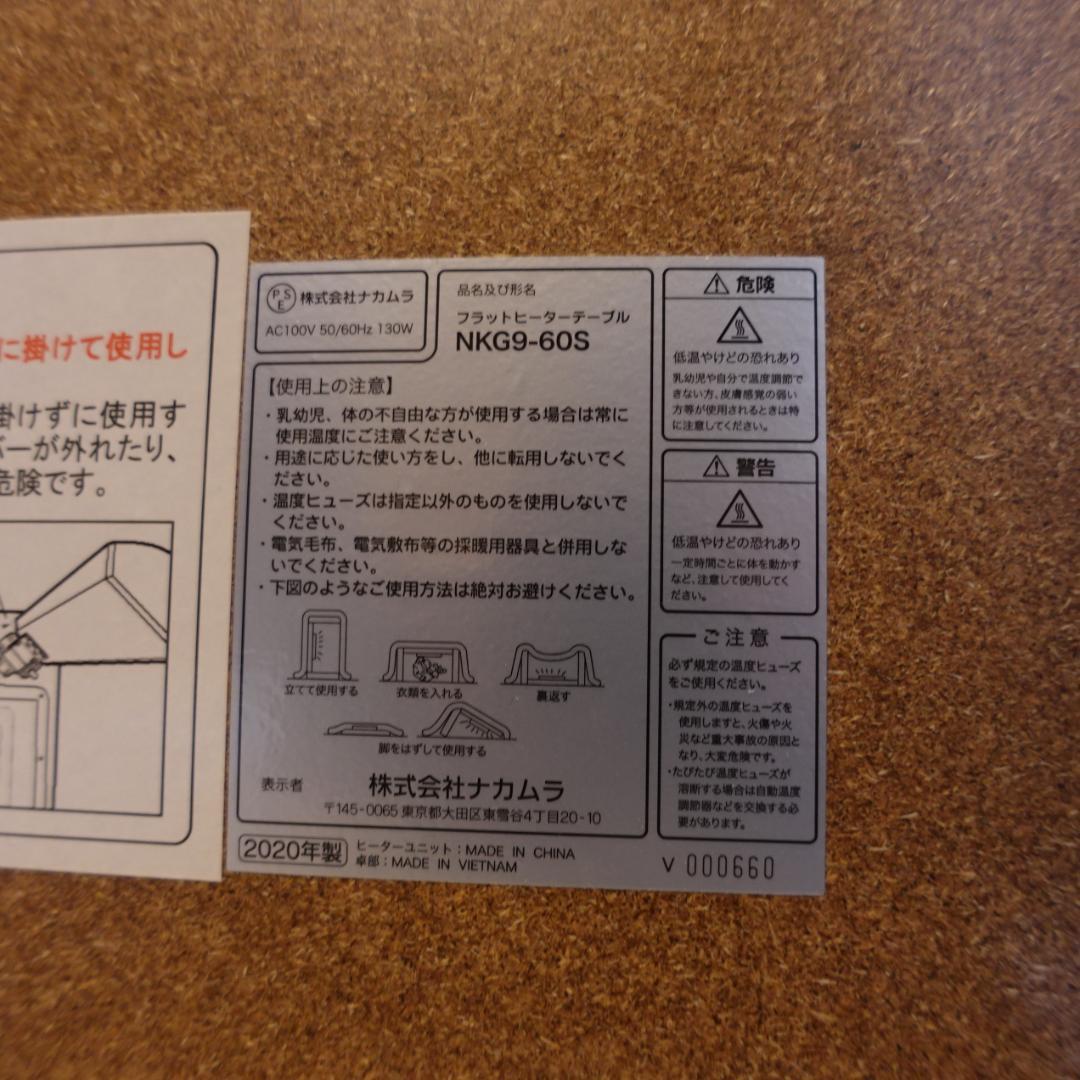 に掛けて使用し
掛けずに使用す
バーが外れたり、
危険です。
PSE 株式会社ナカムラ
AC100V 50/60Hz 130W
品名及び形名
フラットヒーターテーブル
NKG9-60S
【使用上の注意】
・乳幼児、体の不自由な方が使用する場合は常に
使用温度にご注意ください。
・用途に応じた使い方をし、他に転用しないでく
ださい。
・温度ヒューズは指定以外のものを使用しないで
ください。
・電気毛布、電気敷布等の採暖用器具と併用しな
いでください。
・下図のようなご使用方法は絶対お避けください。
立てて使用する
衣類を入れる
裏返す
脚をはずして使用する
表示者 株式会社ナカムラ
〒145-0065 東京都大田区東雪谷4丁目20-10
2020年製
ヒーターユニット：MADE IN CHINA
卓部：MADE IN VIETNAM
危険
低温やけどの恐れあり
乳幼児や自分で温度調節で
きない方、皮膚感覚の弱い
方等が使用されるときは特
に注意してください。
警告
低温やけどの恐れあり
一定時間ごとに体を動かす
など、注意して使用してく
ださい。
ご注意
必ず規定の温度ヒューズ
をご使用ください。
・規定外の温度ヒューズを
使用しますと、火傷や火
災など重大事故の原因と
なり、大変危険です。
・たびたび温度ヒューズが
溶断する場合は自動温度
調節器などを交換する必
要があります。
V 000660